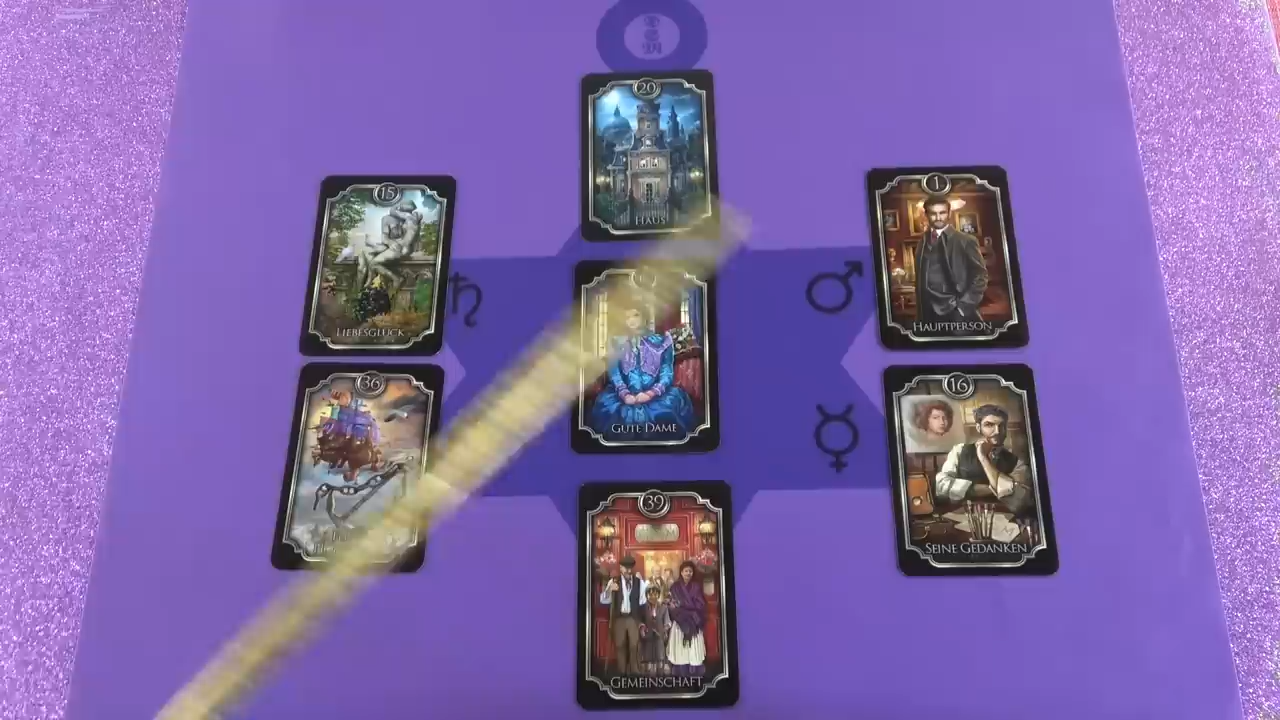 20
HAUS
15
LIEBESGLÜCK
1
HAUPTPERSON
GUTE DAME
36
16
SEINE GEDANKEN
39
GEMEINSCHAFT